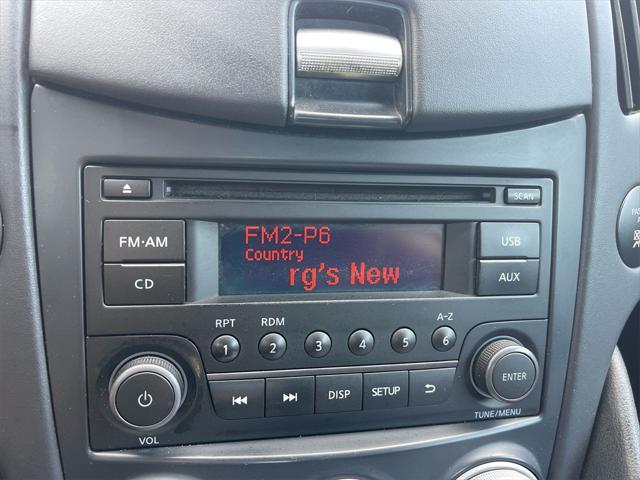 SCAN
FM·AM
CD
FM2-P6
Country
rg's New
USB
AUX
RPT
RDM
A-Z
1
2
3
4
5
6
DISP
SETUP
ENTER
VOL
TUNE/MENU